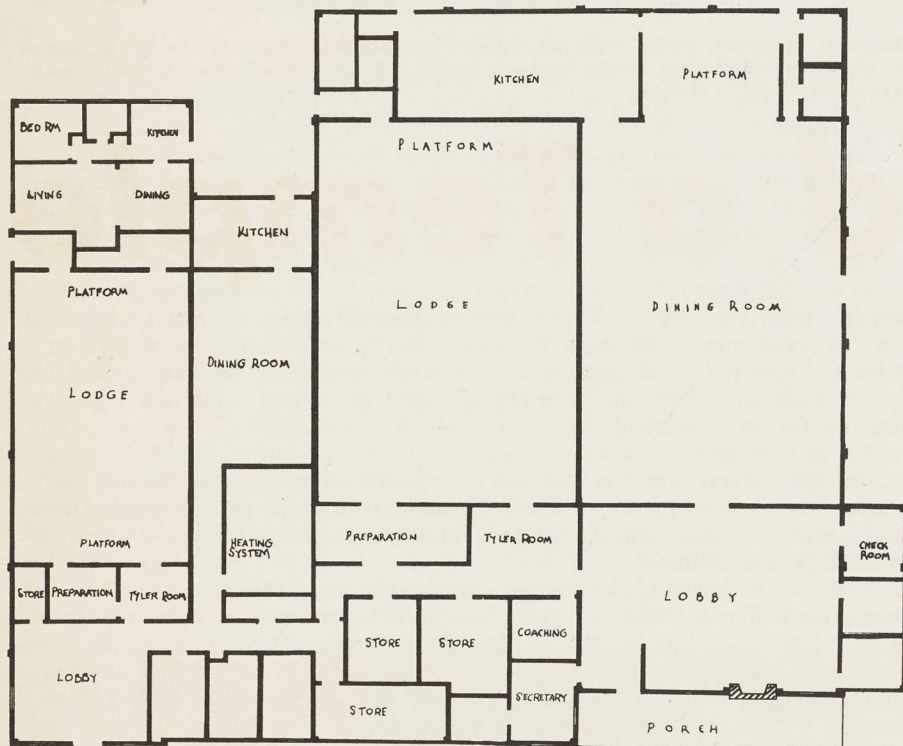 KITCHEN
PLATFORM
BED RM
KITCHEN
PLATFORM
LIVING
DINING
KITCHEN
PLATFORM
LODGE
DINING ROOM
DINING ROOM
LODGE
PLATFORM
HEATING
SYSTEM
PREPARATION
TYLER ROOM
CHECK
ROOM
STORE
PREPARATION
TYLER ROOM
LOBBY
STORE
STORE
COACHING
LOBBY
SECRETARY
STORE
PORCH